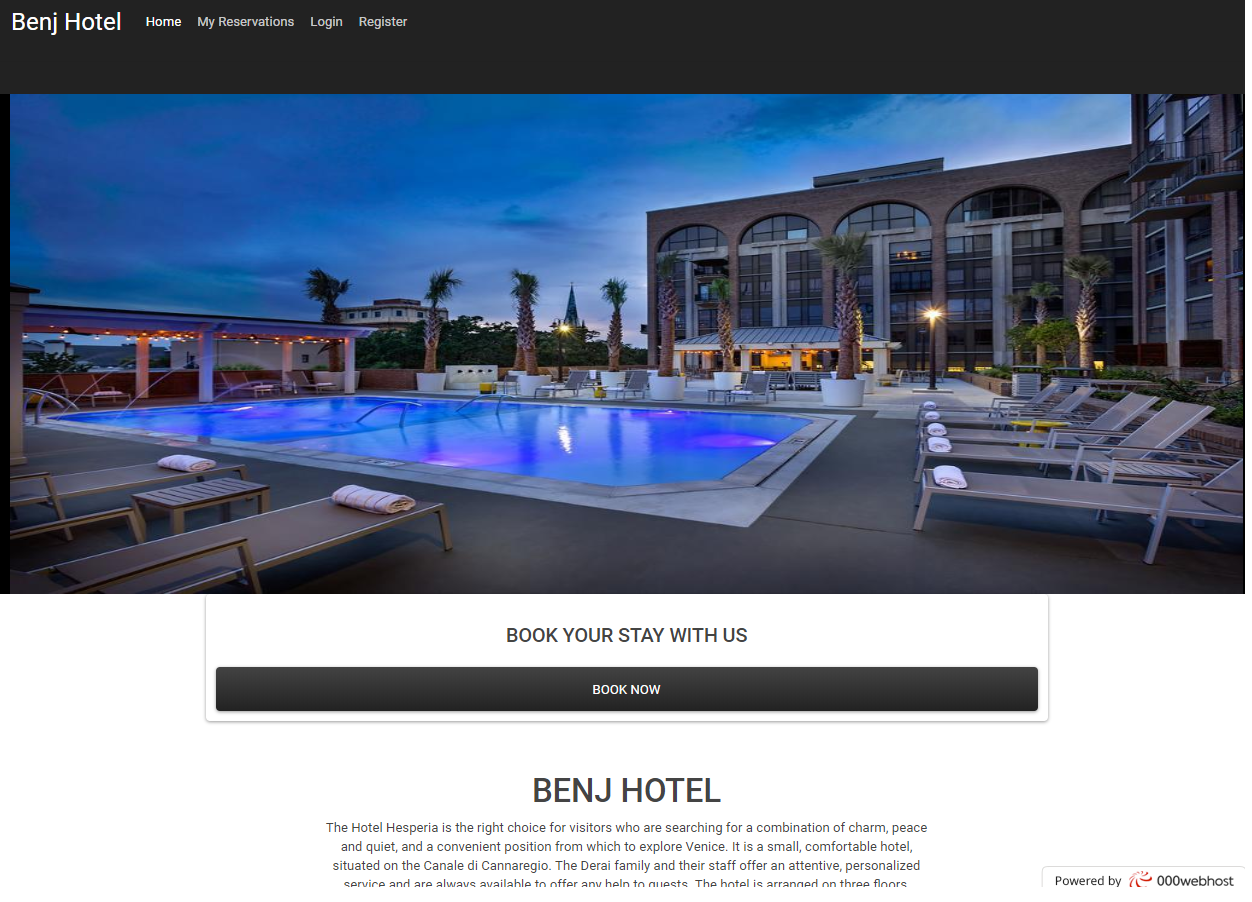 Benj Hotel
Home
My Reservations
Login
Register
BOOK YOUR STAY WITH US
BOOK NOW
BENJ HOTEL
The Hotel Hesperia is the right choice for visitors who are searching for a combination of charm, peace
and quiet, and a convenient position from which to explore Venice. It is a small, comfortable hotel,
situated on the Canale di Cannaregio. The Derai family and their staff offer an attentive, personalized
service and are always available to offer any help to guests. The hotel is arranged on three floors
Powered by 000webhost